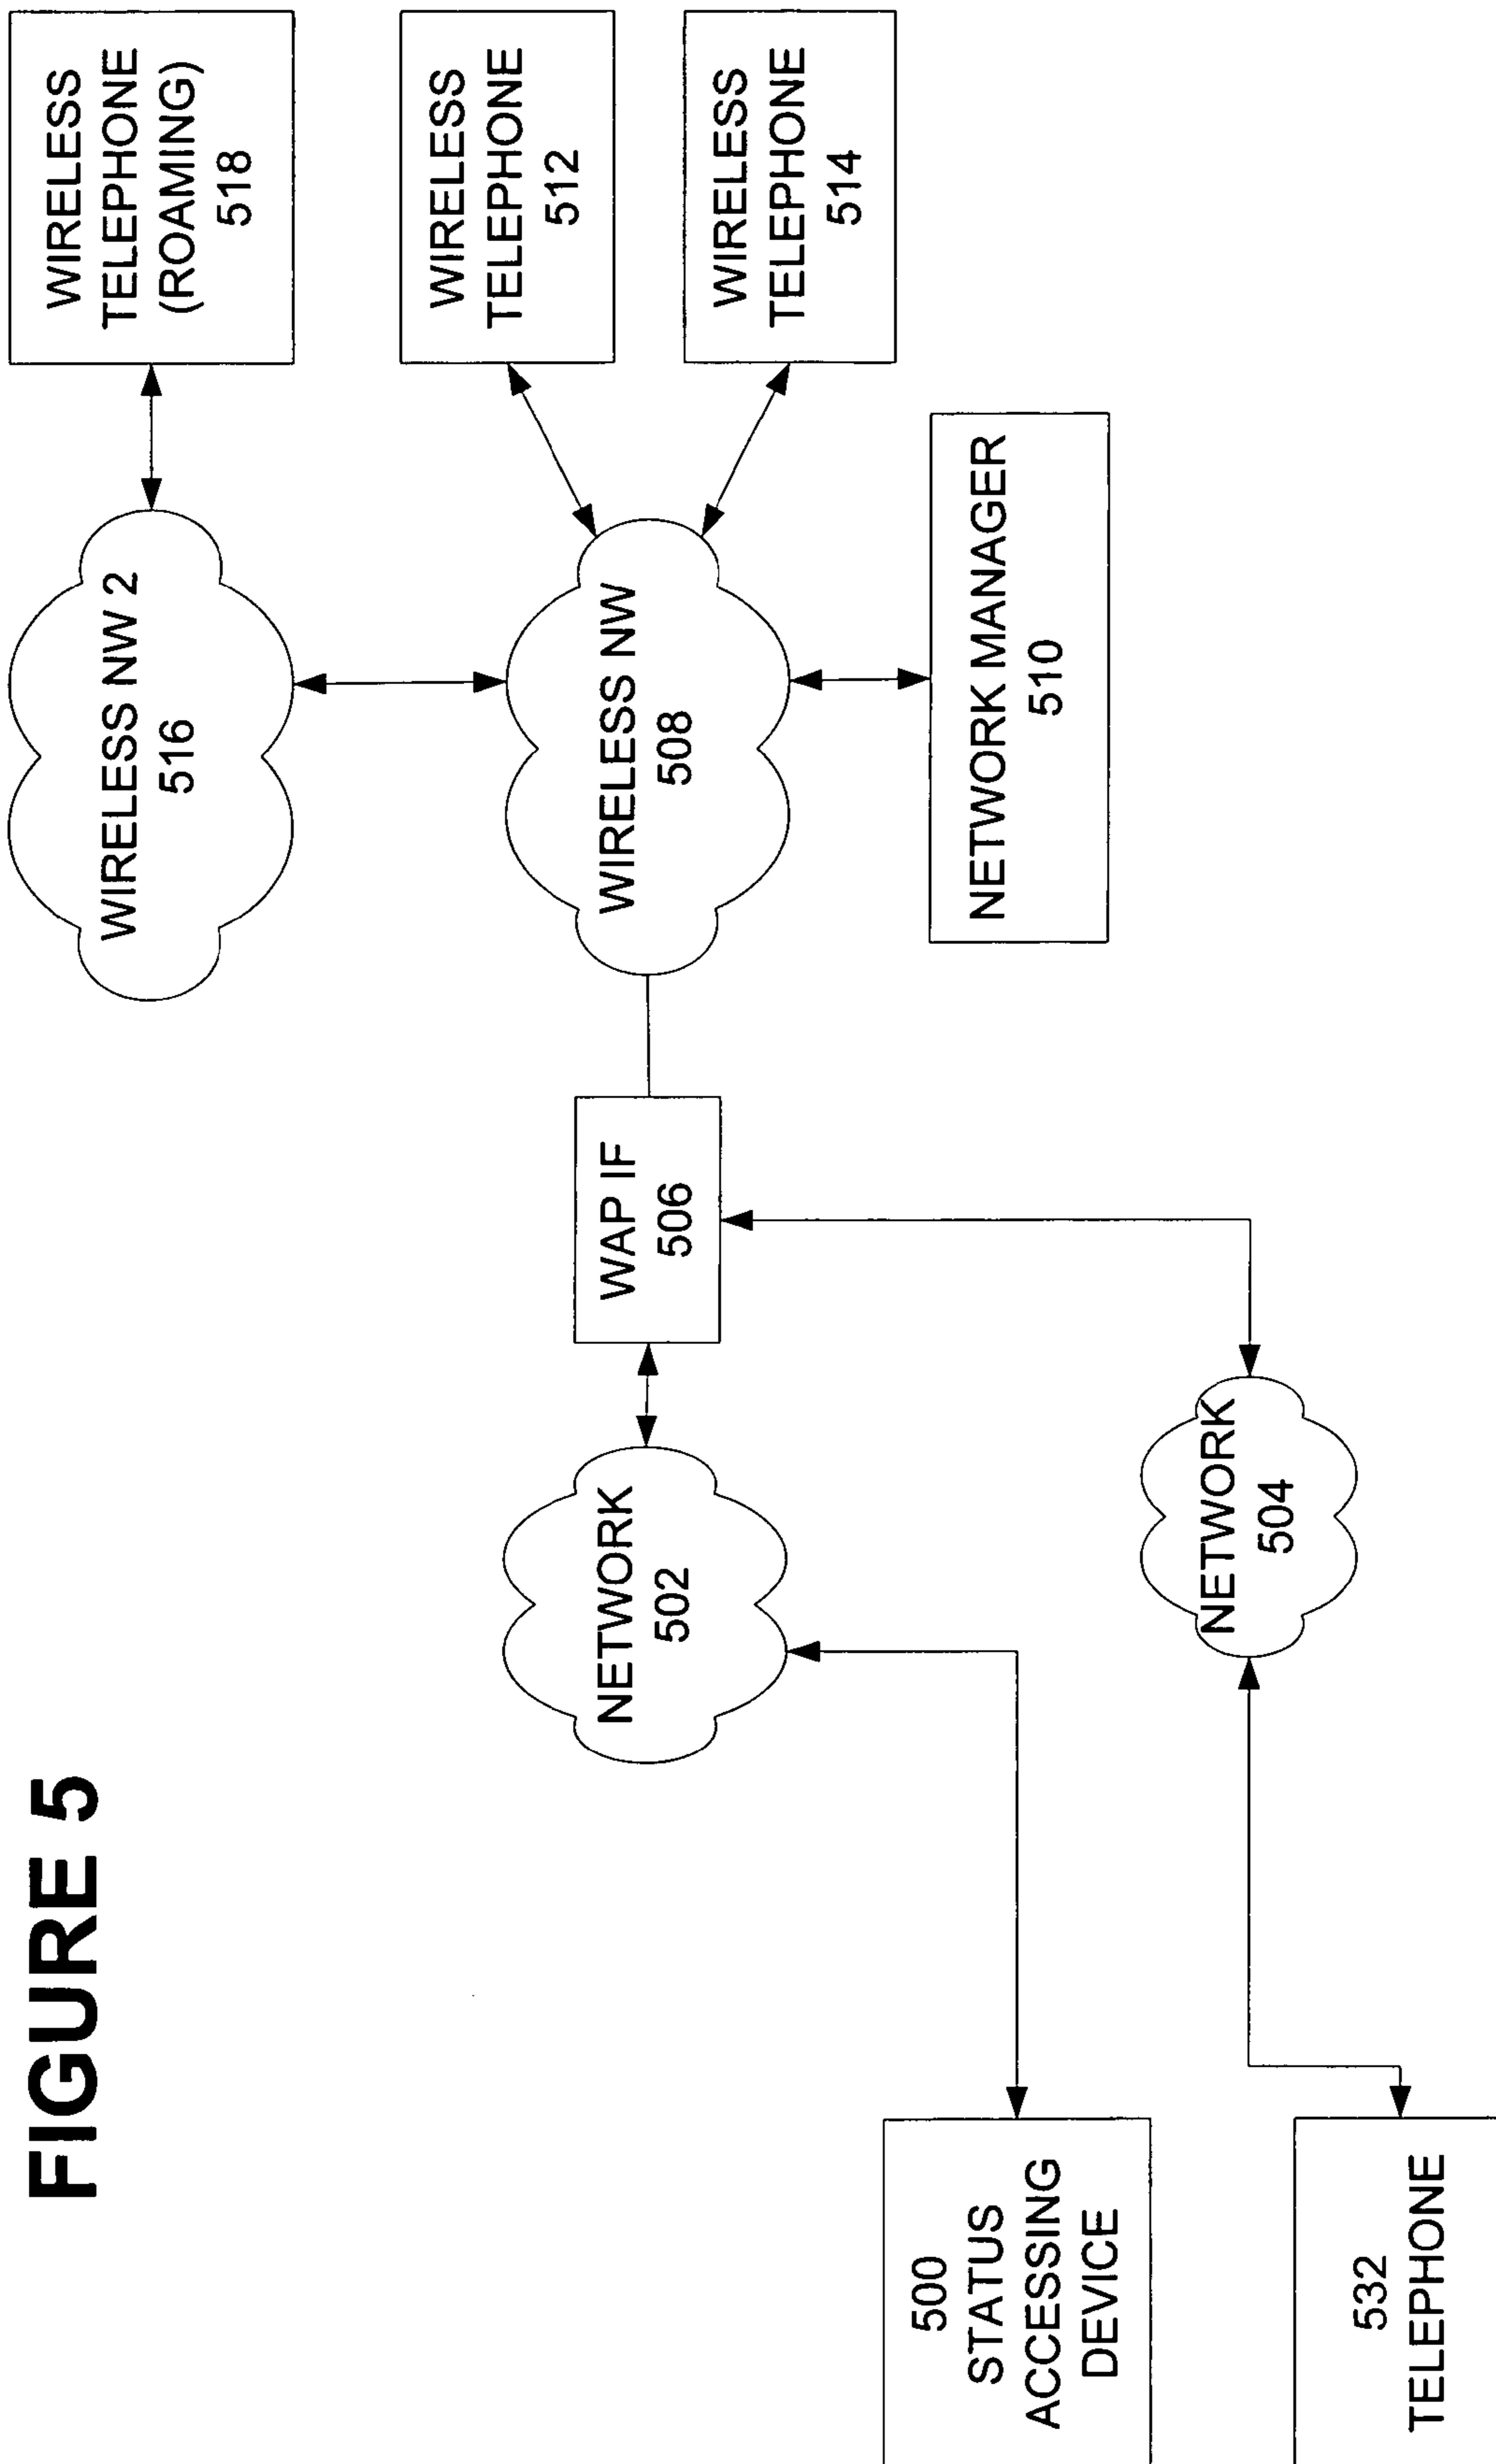 FIGURE 5
WIRELESS
TELEPHONE
(ROAMING)
518
WIRELESS NW 2
516
WIRELESS
TELEPHONE
512
WIRELESS
TELEPHONE
514
WIRELESS NW
508
NETWORK MANAGER
510
WAP IF
506
NETWORK
502
NETWORK
504
500
STATUS
ACCESSING
DEVICE
532
TELEPHONE